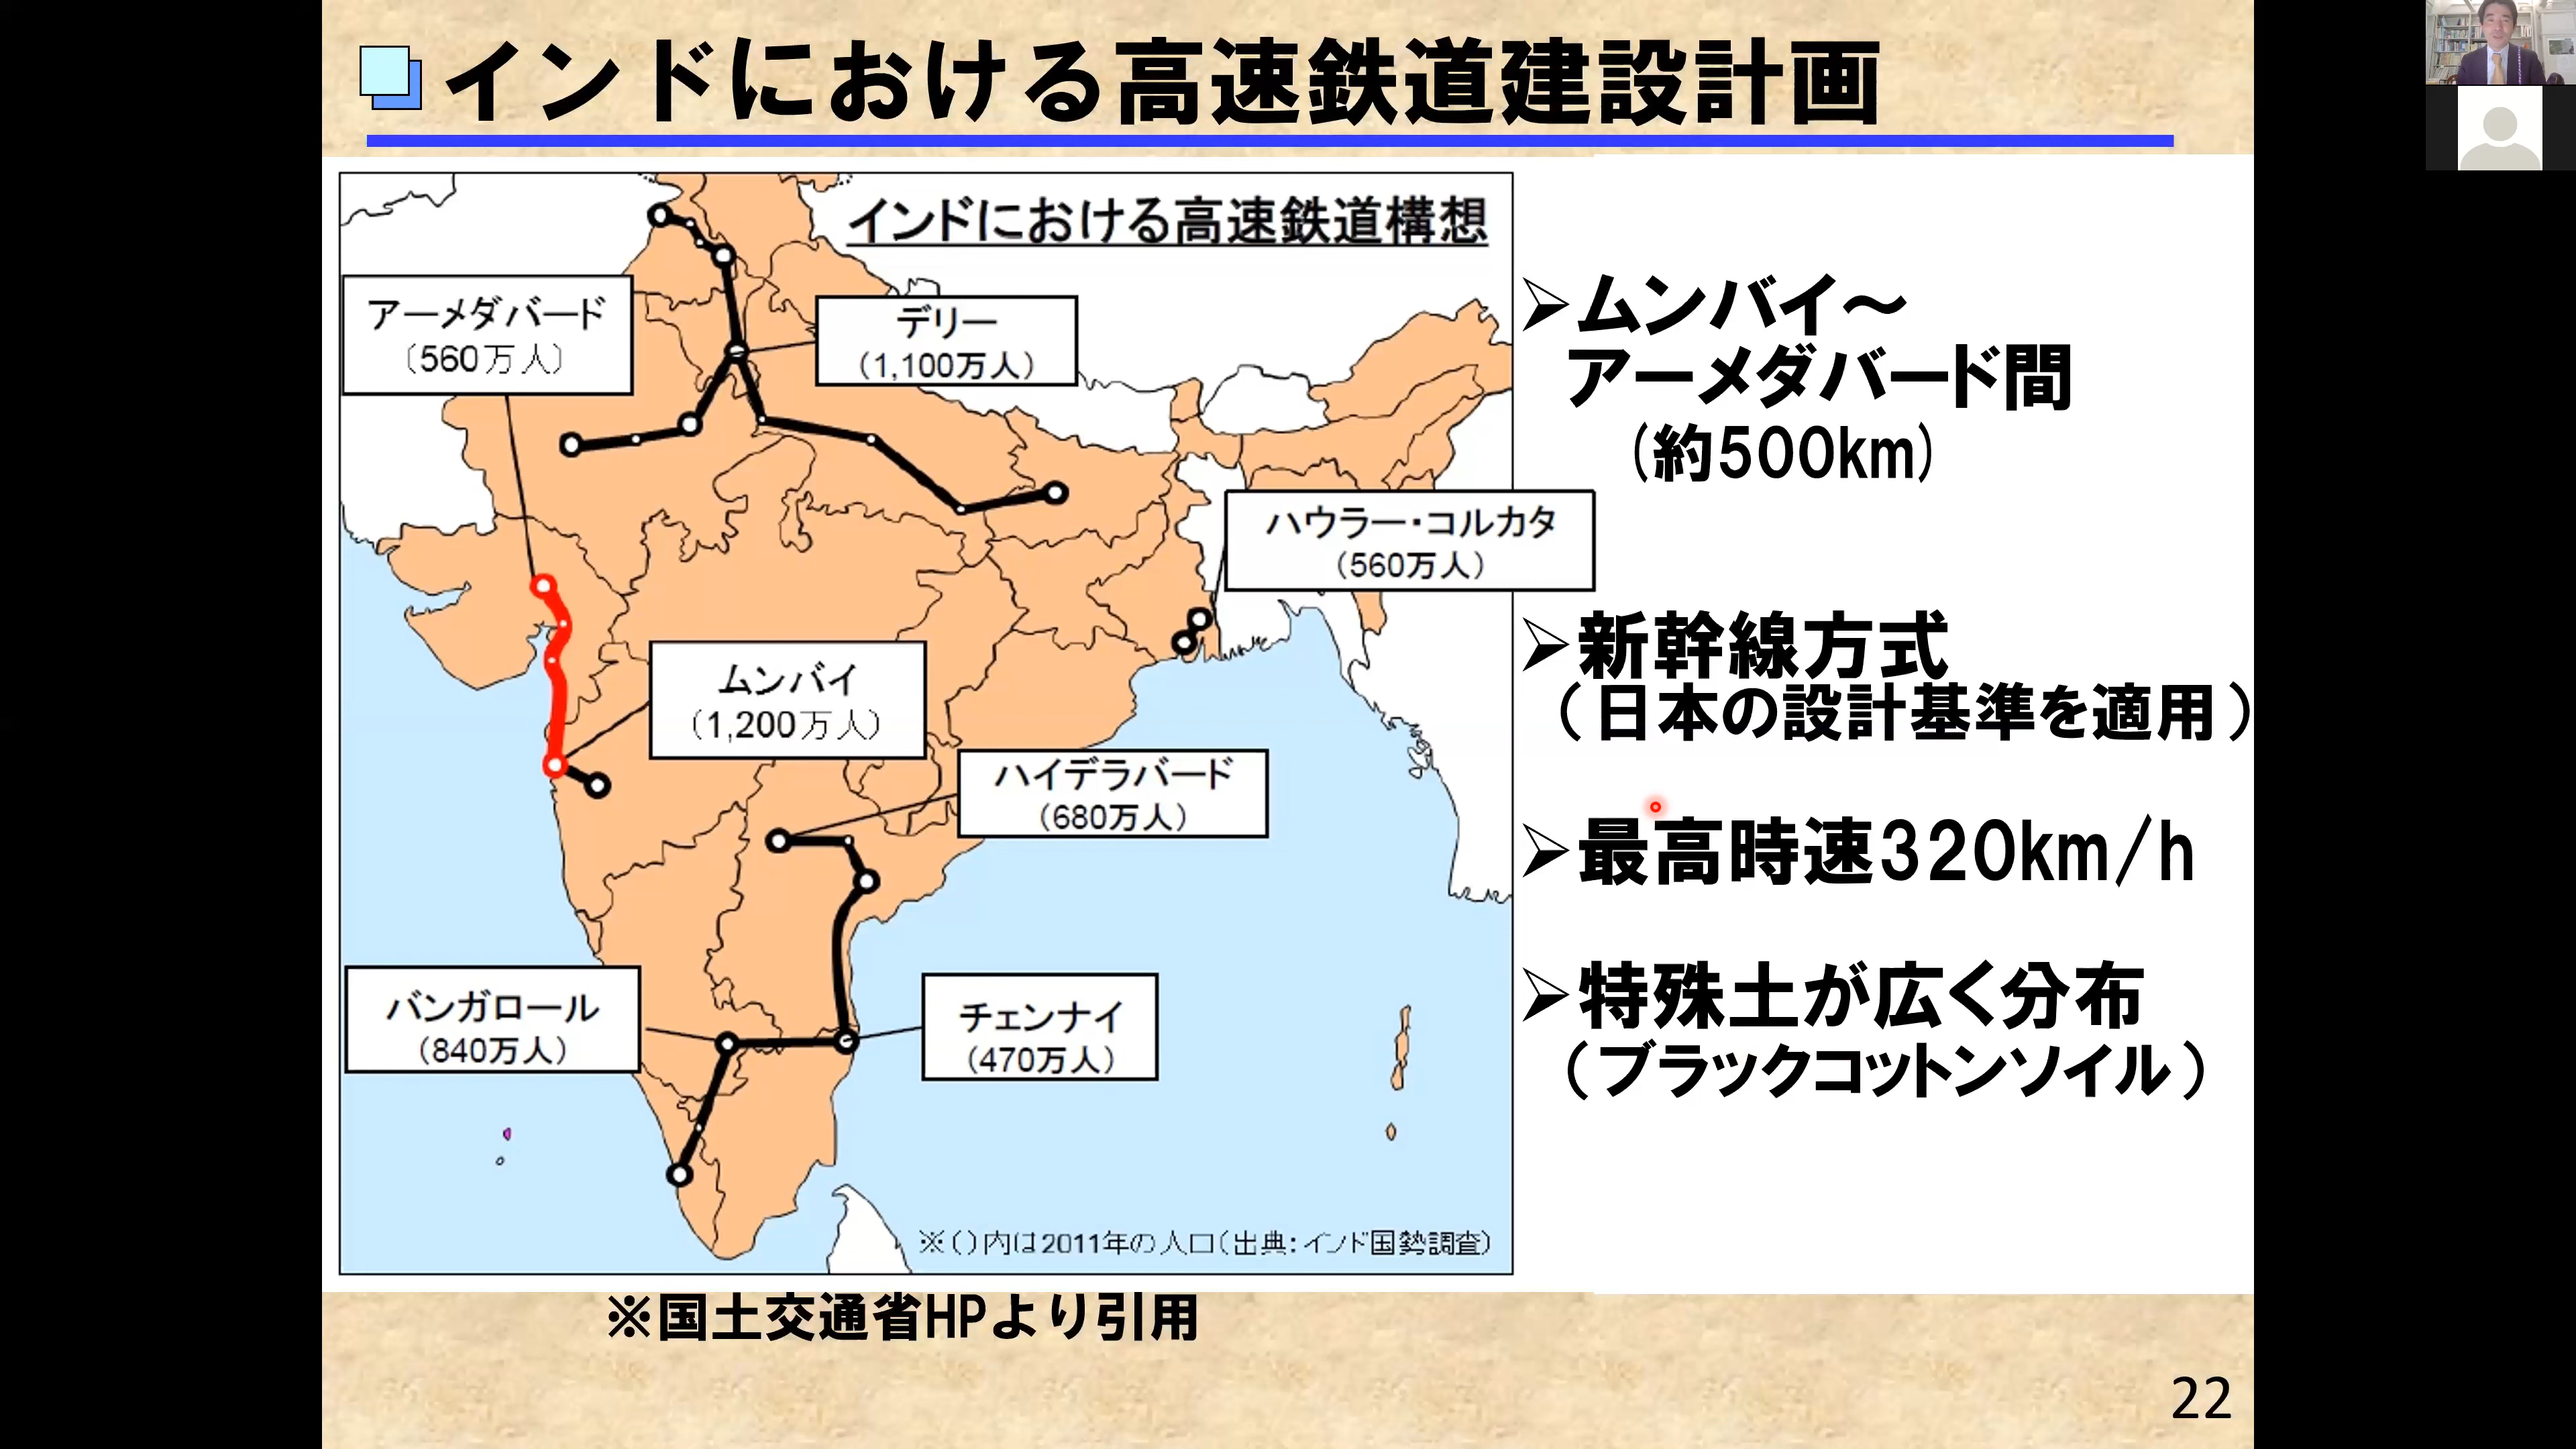 インドにおける高速鉄道建設計画
インドにおける高速鉄道構想
アーメダバード
(560万人)
デリー
(1,100万人)
ハウラー・コルカタ
(560万人)
ムンバイ
(1,200万人)
ハイデラバード
(680万人)
バンガロール
(840万人)
チェンナイ
(470万人)
※()内は2011年の人口(出典:インド国勢調査)
※国土交通省HPより引用
➢ムンバイ～
アーメダバード間
(約500km)
➢新幹線方式
(日本の設計基準を適用)
➢最高時速320km/h
➢特殊土が広く分布
(ブラックコットンソイル)
22